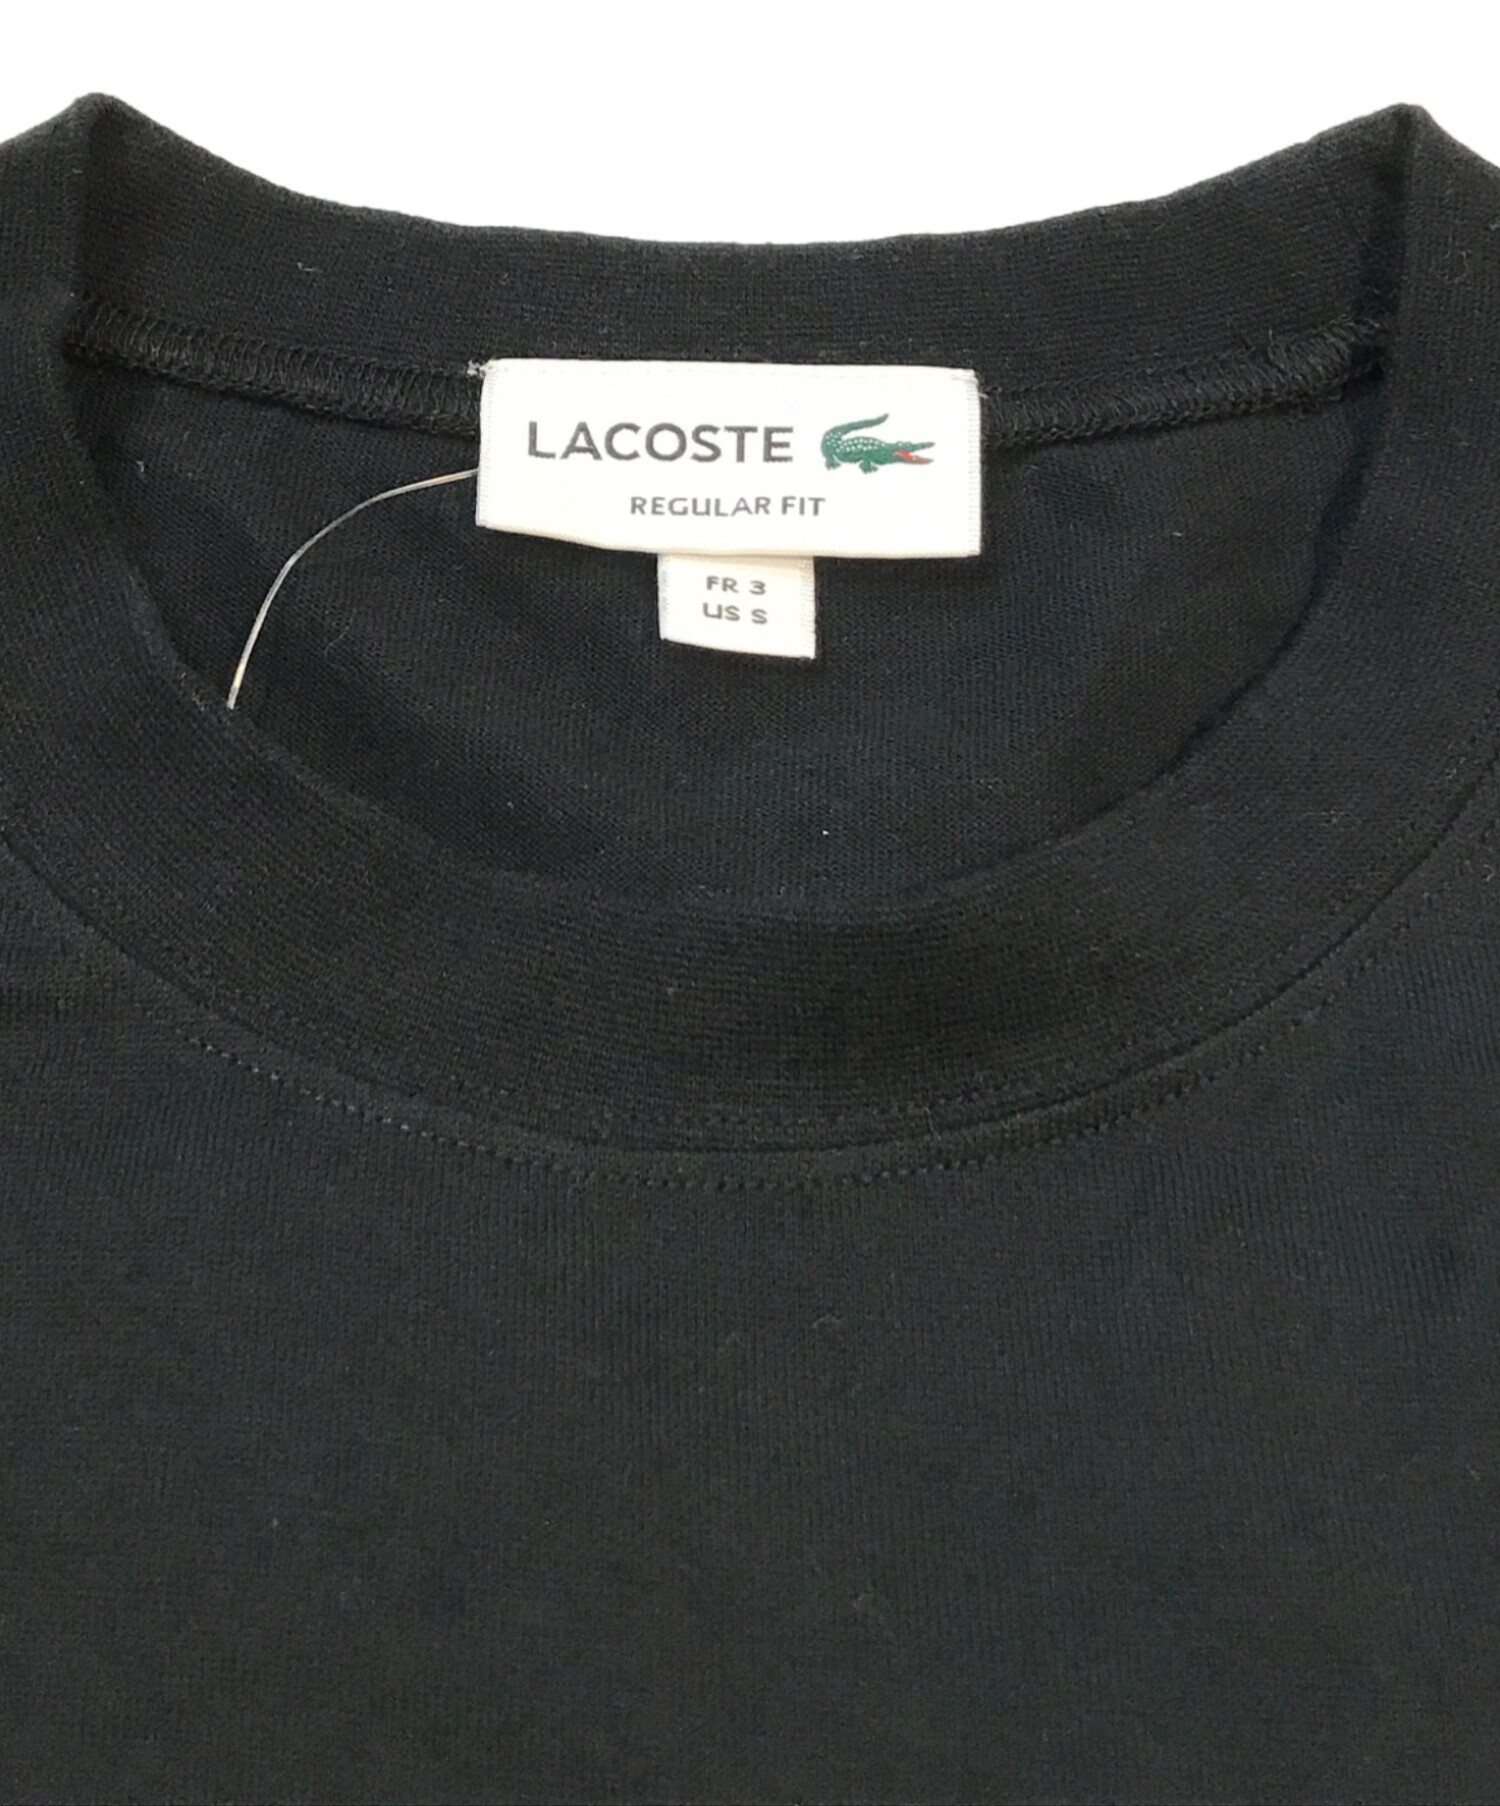 LACOSTE
REGULAR FIT
FR 3
US S